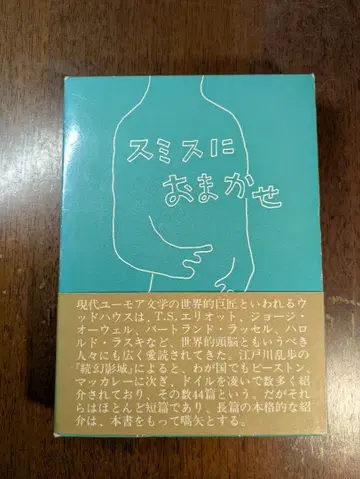 スミスに
おまかせ
現代ユーモア文学の世界的巨匠といわれるウ
ッドハウスは、T.S.エリオット、ジョージ・
オーウェル、バートランド・ラッセル、ハロ
ルド・ラスキなど、世界的頭脳ともいうべき
人々にも広く愛読されてきた。江戸川乱歩の
『続幻影城』によると、わが国でもビーストン、
マッカレーに次ぎ、ドイルを凌いで数多く紹
介されており、その数44篇という。だがそれ
らはほとんど短篇であり、長篇の本格的な紹
介は、本書をもって嚆矢とする。